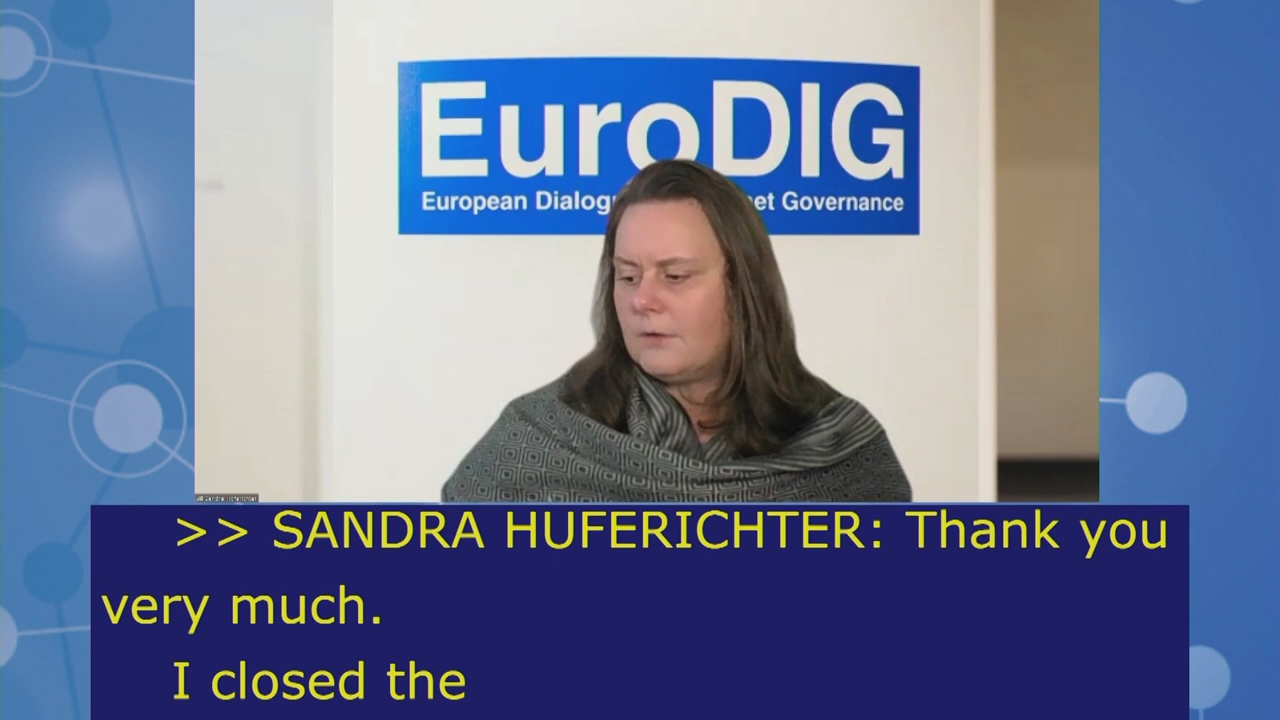 EuroDIG
European Dialog et Governance
>> SANDRA HUFERICHTER: Thank you
very much.
I closed the